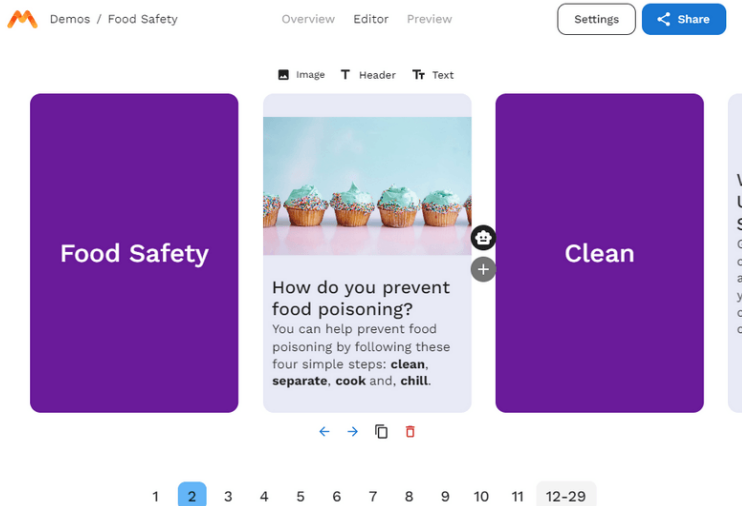 Demos / Food Safety
Overview
Editor
Preview
Settings
Share
Image
Header
Text
Food Safety
How do you prevent
food poisoning?
You can help prevent food
poisoning by following these
four simple steps: clean,
separate, cook and, chill.
Clean
1 2 3 4 5 6 7 8 9 10 11 12-29